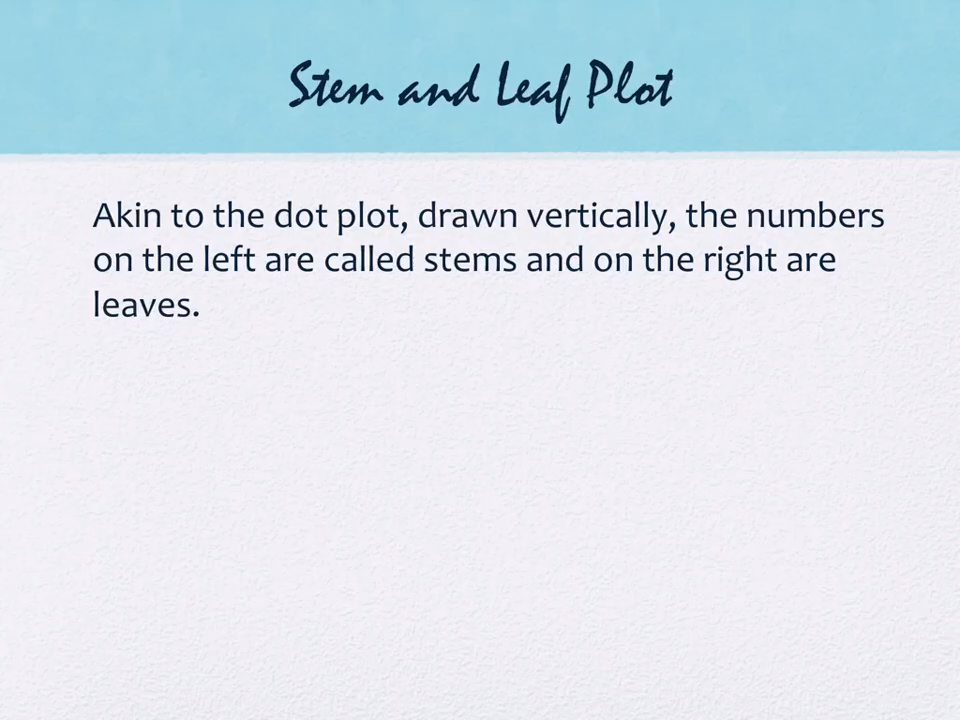 Stem and Leaf Plot
Akin to the dot plot, drawn vertically, the numbers
on the left are called stems and on the right are
leaves.